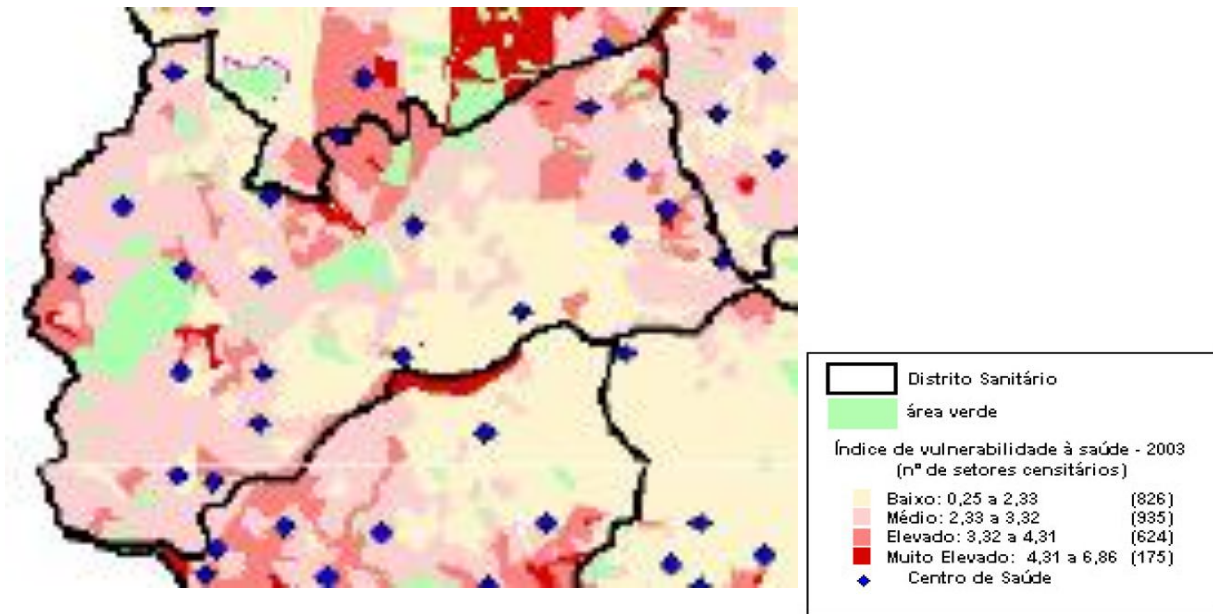 Distrito Sanitário
área verde
Índice de vulnerabilidade à saúde - 2003
(nº de setores censitários)
Baixo: 0,25 a 2,33 (826)
Médio: 2,33 a 3,32 (935)
Elevado: 3,32 a 4,31 (624)
Muito Elevado: 4,31 a 6,86 (175)
Centro de Saúde